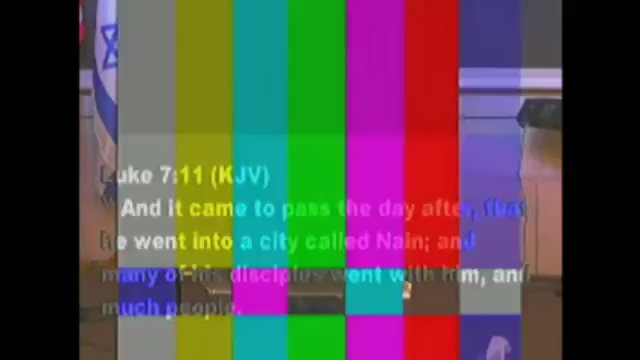 Luke 7:11 (KJV)
" And it came to pass the day after, that
he went into a city called Nain; and
many of his disciples went with him, and
much people.